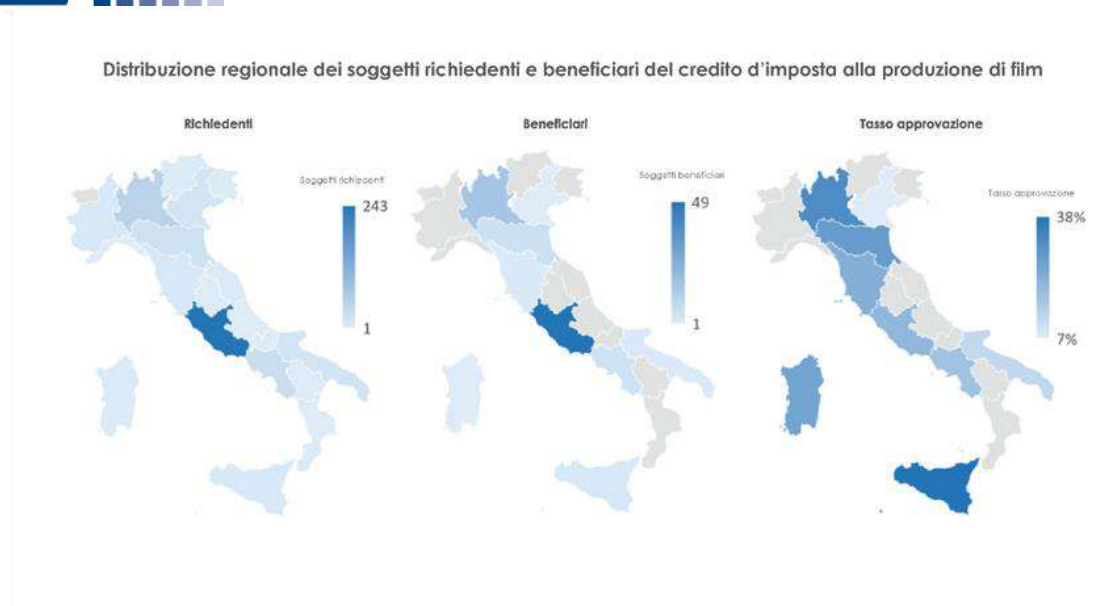 Distribuzione regionale dei soggetti richiedenti e beneficiari del credito d'imposta alla produzione di film
Richiedenti
Soggetti richiedenti
243
1
Beneficiari
Soggetti beneficiari
49
1
Tasso approvazione
Tasso approvazione
38%
7%